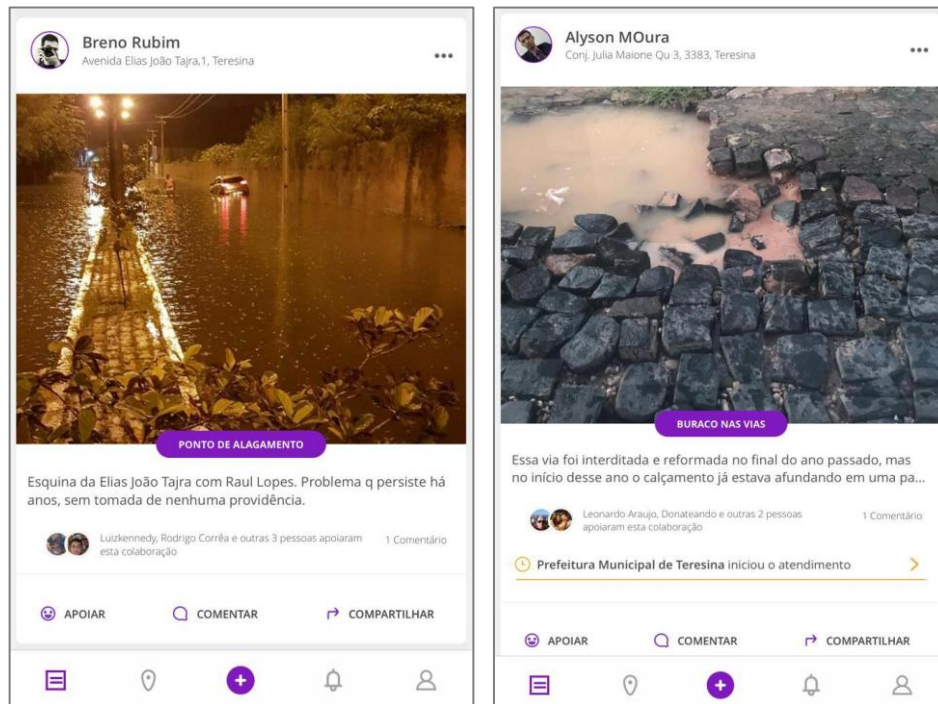 Breno Rubim
Avenida Elias João Tajra,1, Teresina
PONTO DE ALAGAMENTO
Esquina da Elias João Tajra com Raul Lopes. Problema q persiste há
anos, sem tomada de nenhuma providência.
Luizkennedy, Rodrigo Corrêa e outras 3 pessoas apoiaram
esta colaboração
1 Comentário
APOIAR
COMENTAR
COMPARTILHAR
Alyson MOura
Conj. Julia Maione Qu 3, 3383, Teresina
BURACO NAS VIAS
Essa via foi interditada e reformada no final do ano passado, mas
no início desse ano o calçamento já estava afundando em uma pa...
Leonardo Araujo, Donateando e outras 2 pessoas
apoiaram esta colaboração
1 Comentário
Prefeitura Municipal de Teresina iniciou o atendimento
APOIAR
COMENTAR
COMPARTILHAR